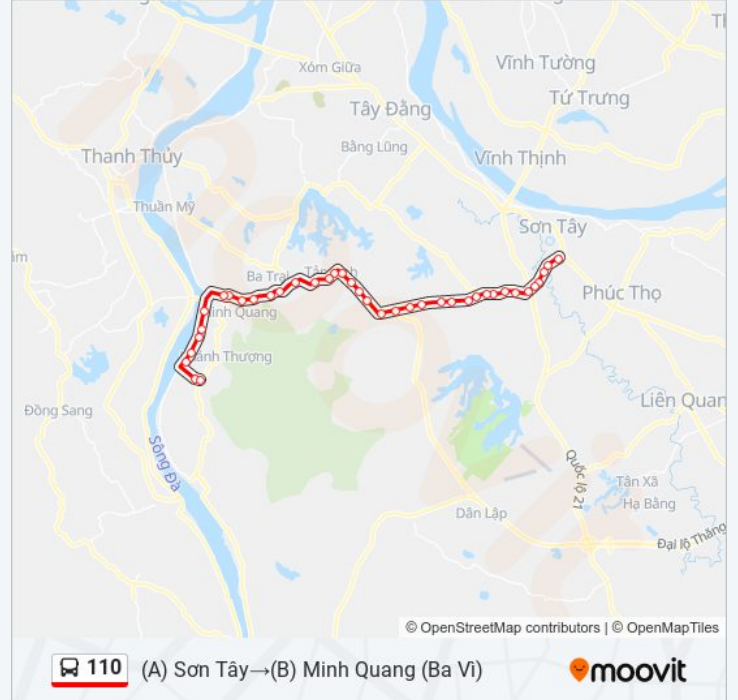 Xóm Giữa
Vĩnh Tường
Tứ Trưng
Tây Đằng
Bằng Lũng
Thanh Thủy
Vĩnh Thịnh
Thuần Mỹ
Sơn Tây
Ba Trại
Phúc Thọ
Minh Quang
Khánh Thượng
Đồng Sang
Liên Quan
Sông Đà
Quốc lộ 21
Tân Xã
Hạ Bằng
Dân Lập
Đại lộ Thăng
© OpenStreetMap contributors | © OpenMapTiles
110 (A) Sơn Tây→(B) Minh Quang (Ba Vì)
moovit